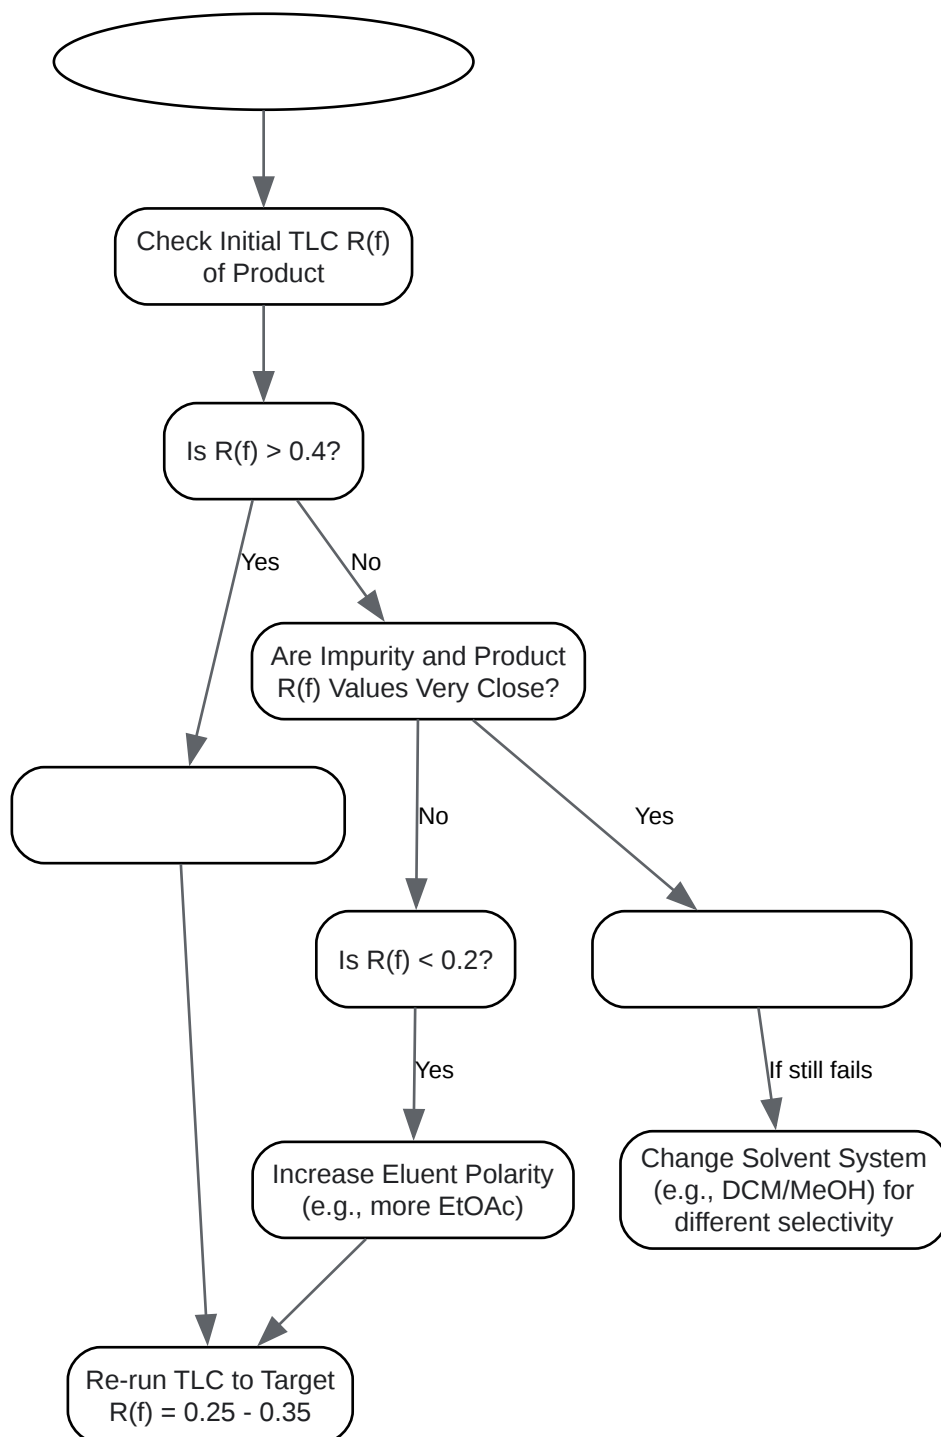 Check Initial TLC R(f)
of Product
Is R(f) > 0.4?
Yes
No
Are Impurity and Product
R(f) Values Very Close?
No
Yes
Is R(f) < 0.2?
Yes
If still fails
Increase Eluent Polarity
(e.g., more EtOAc)
Change Solvent System
(e.g., DCM/MeOH) for
different selectivity
Re-run TLC to Target
R(f) = 0.25 - 0.35